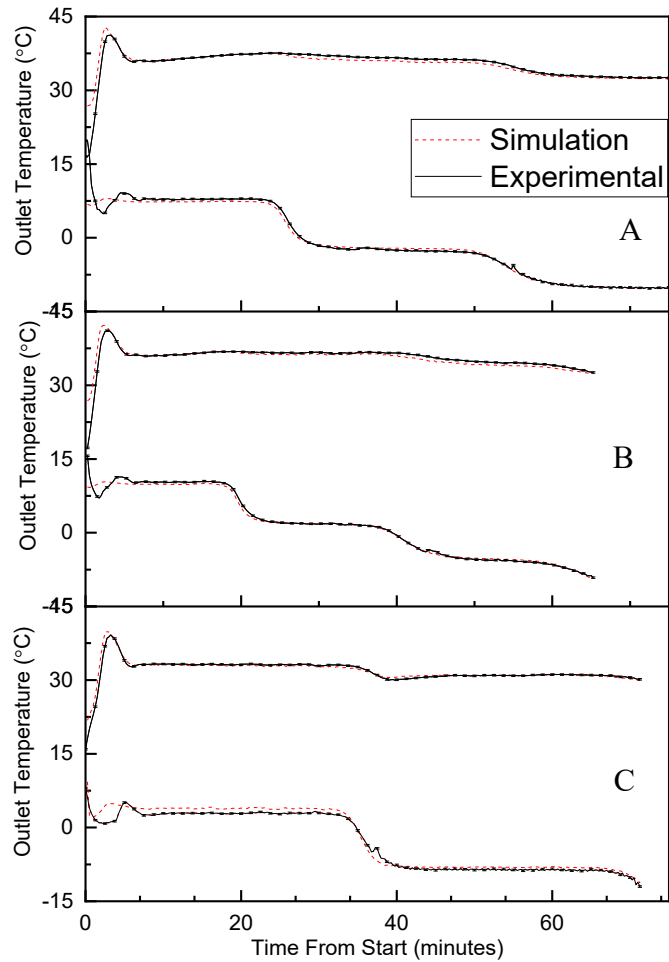 45
30
15
0
-45
Outlet Temperature (°C)
Simulation
Experimental
A
30
15
0
-45
Outlet Temperature (°C)
B
30
15
0
-15
Outlet Temperature (°C)
C
0 20 40 60
Time From Start (minutes)